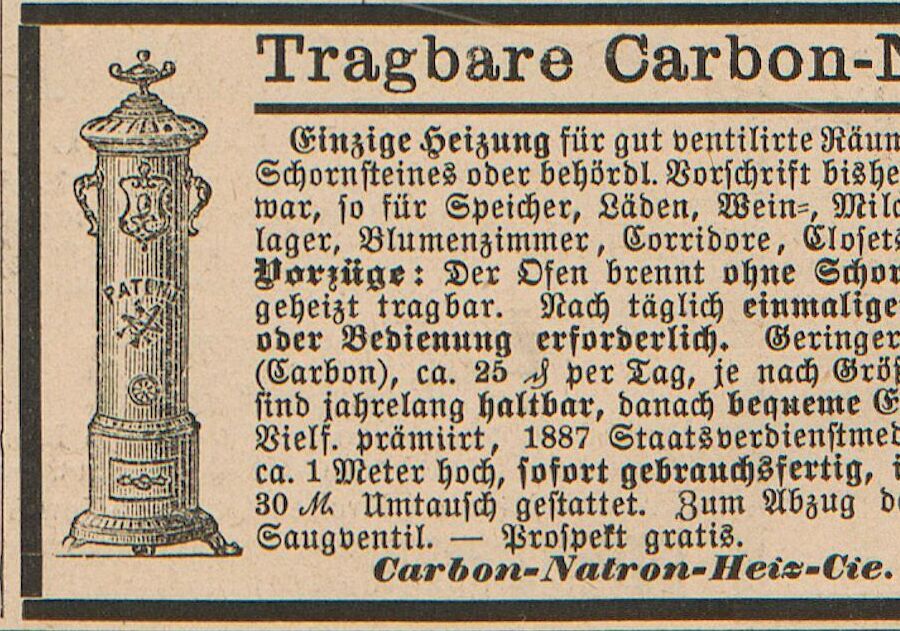 Tragbare Carbon-N
Einzige Heizung für gut ventilirte Räum
Schornsteines oder behördl. Vorschrift bishe
war, so für Speicher, Läden, Wein=, Milc
lager, Blumenzimmer, Corridore, Closets
Vorzüge: Der Ofen brennt ohne Schor
geheizt tragbar. Nach täglich einmalige
oder Bedienung erforderlich. Geringer
(Carbon), ca. 25 ₰ per Tag, je nach Größ
sind jahrelang haltbar, danach bequeme E
Vielf. prämiirt, 1887 Staatsverdienstmed
ca. 1 Meter hoch, sofort gebrauchsfertig, i
30 ℳ Umtausch gestattet. Zum Abzug de
Saugventil. — Prospekt gratis.
Carbon-Natron-Heiz-Cie.
PATENT